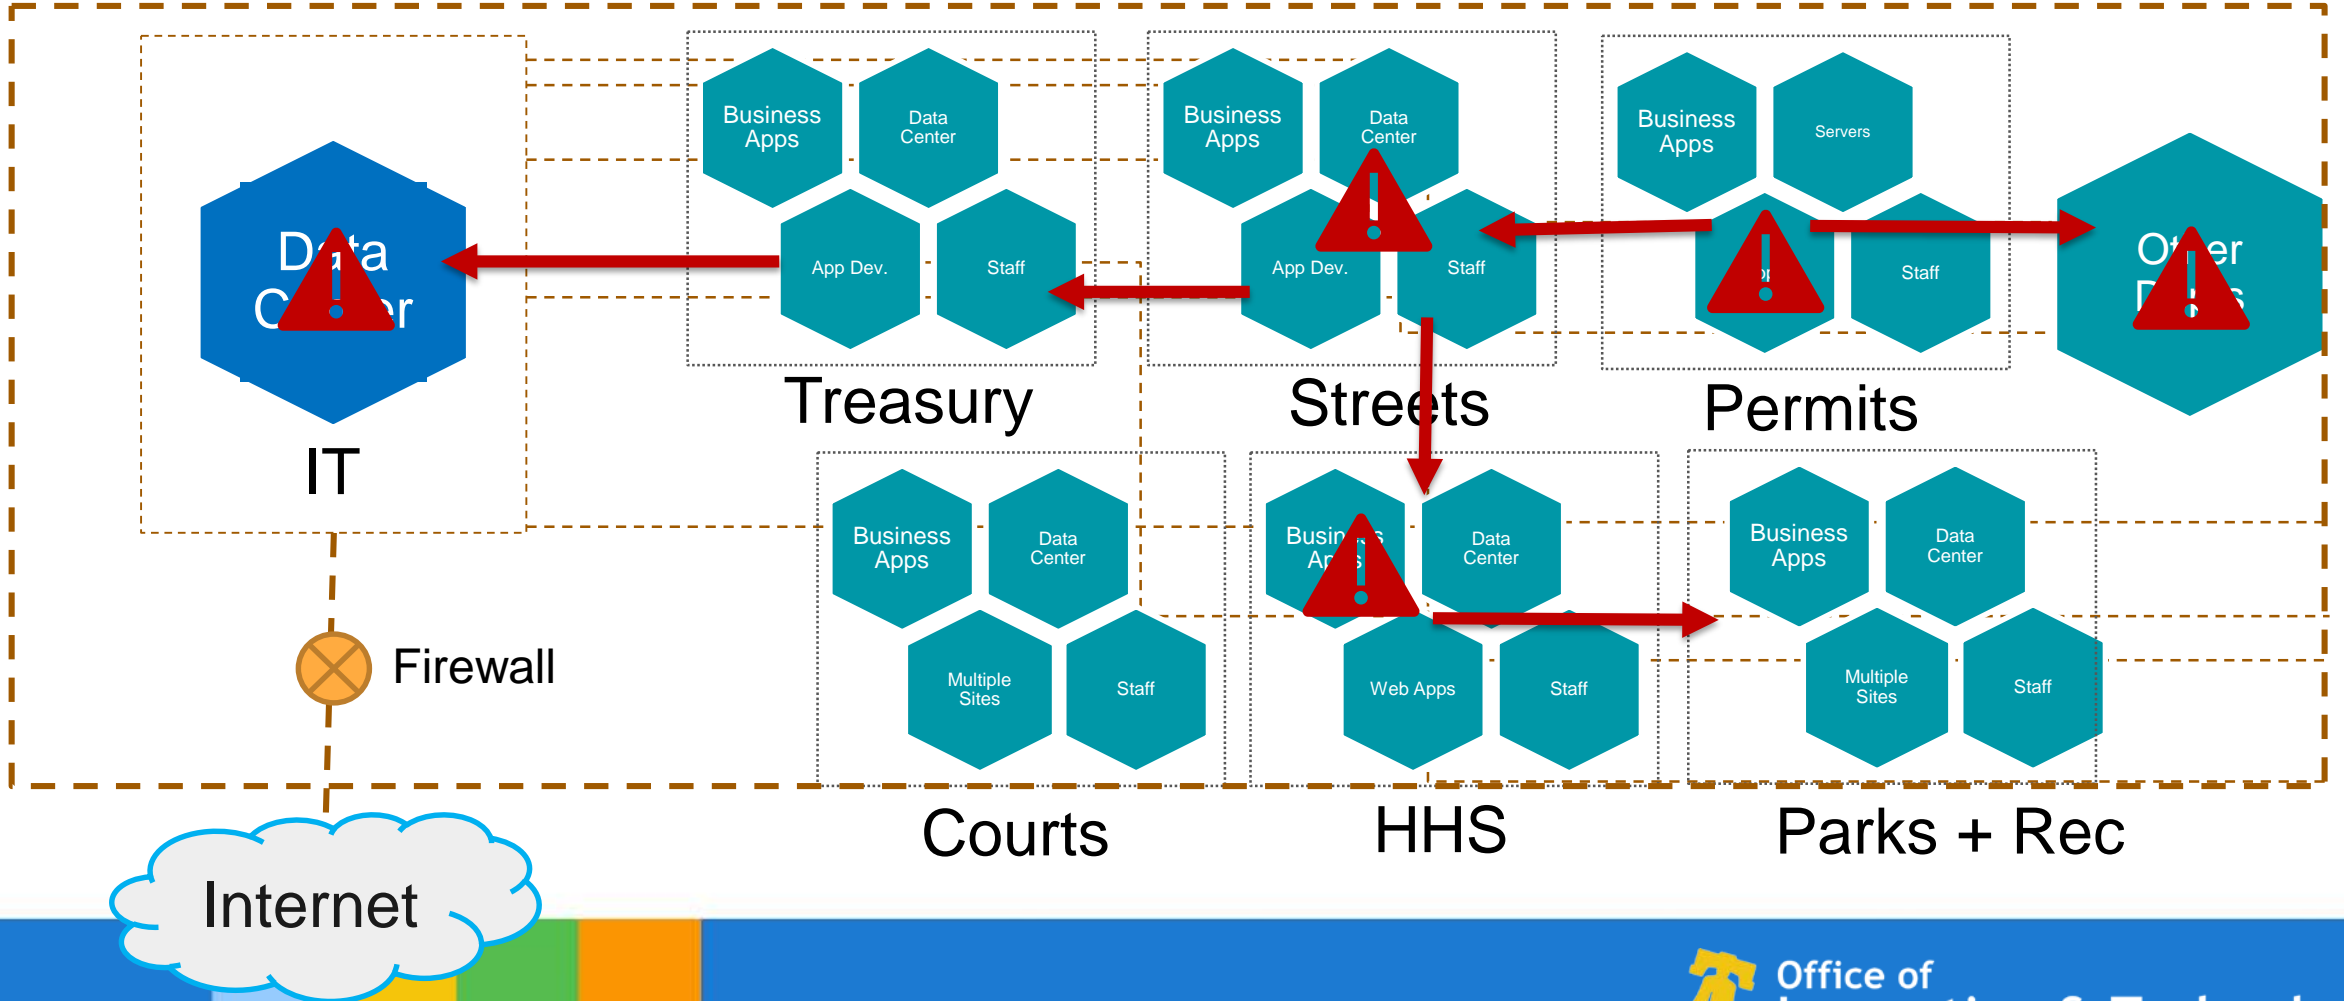 Business
Apps
Data
Center
App Dev.
Staff
Treasury
Business
Apps
Data
Center
App Dev.
Staff
Streets
Business
Apps
Servers
Staff
Permits
IT
Business
Apps
Data
Center
Multiple
Sites
Staff
Courts
Data
Center
Web Apps
Staff
HHS
Business
Apps
Data
Center
Multiple
Sites
Staff
Parks + Rec
Firewall
Internet
Office of